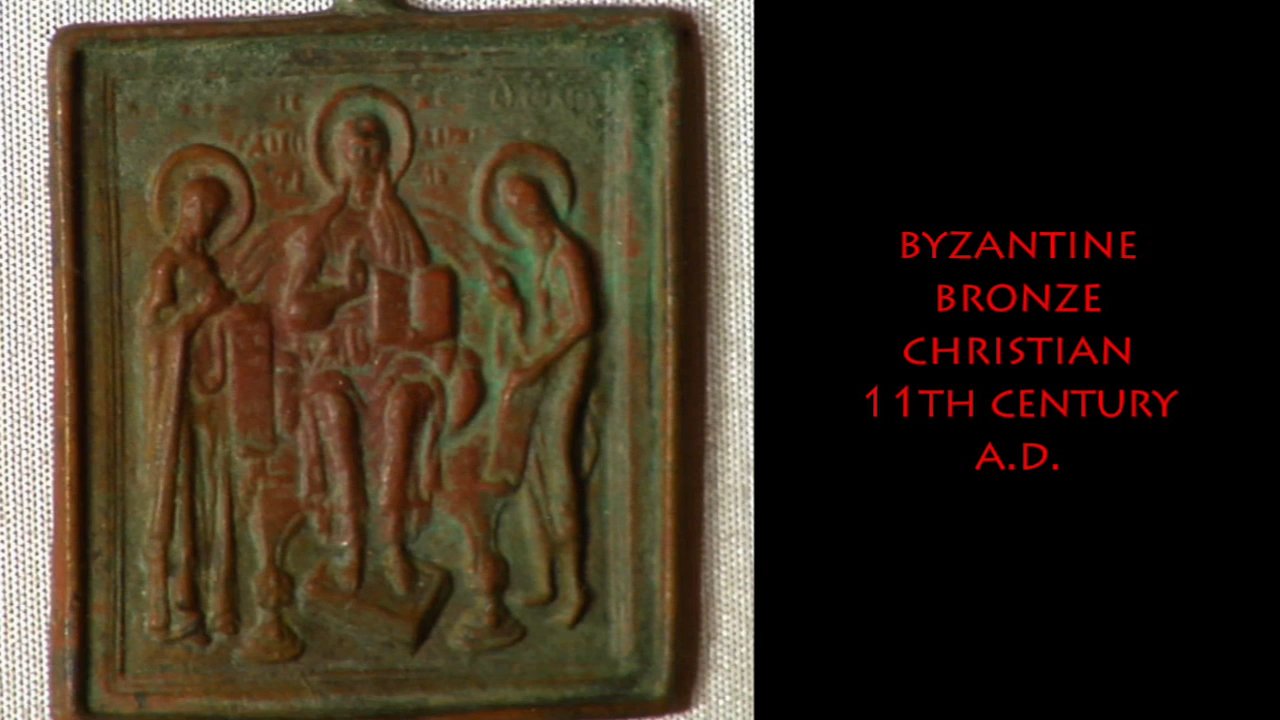 BYZANTINE
BRONZE
CHRISTIAN
11TH CENTURY
A.D.